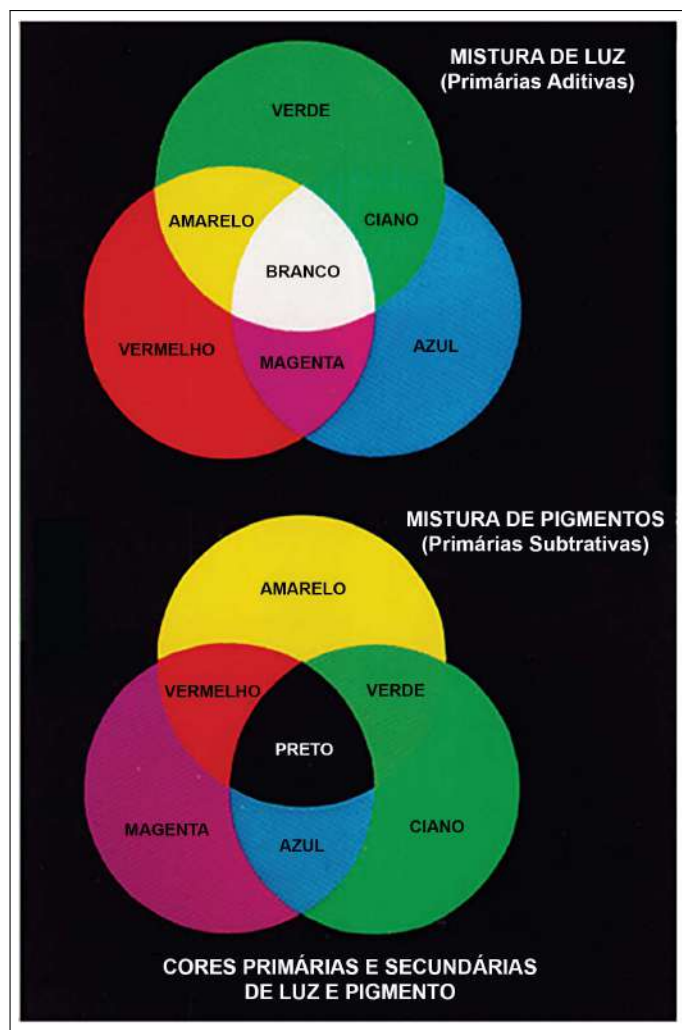 MISTURA DE LUZ
(Primárias Aditivas)
VERDE
AMARELO
CIANO
BRANCO
VERMELHO
AZUL
MAGENTA
MISTURA DE PIGMENTOS
(Primárias Subtrativas)
AMARELO
VERMELHO
VERDE
PRETO
MAGENTA
CIANO
AZUL
CORES PRIMÁRIAS E SECUNDÁRIAS
DE LUZ E PIGMENTO